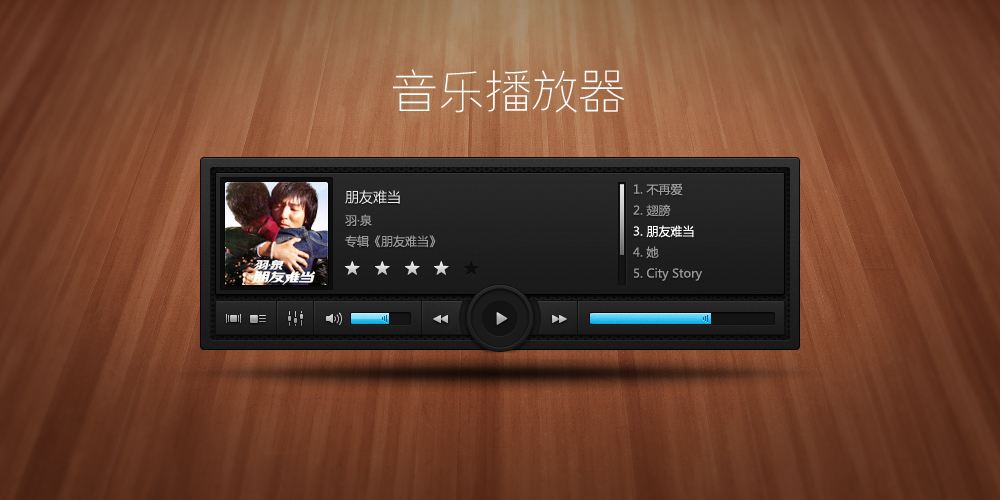 音乐播放器
朋友难当
羽·泉
专辑《朋友难当》
羽·泉
朋友难当
1. 不再爱
2. 翅膀
3. 朋友难当
4. 她
5. City Story